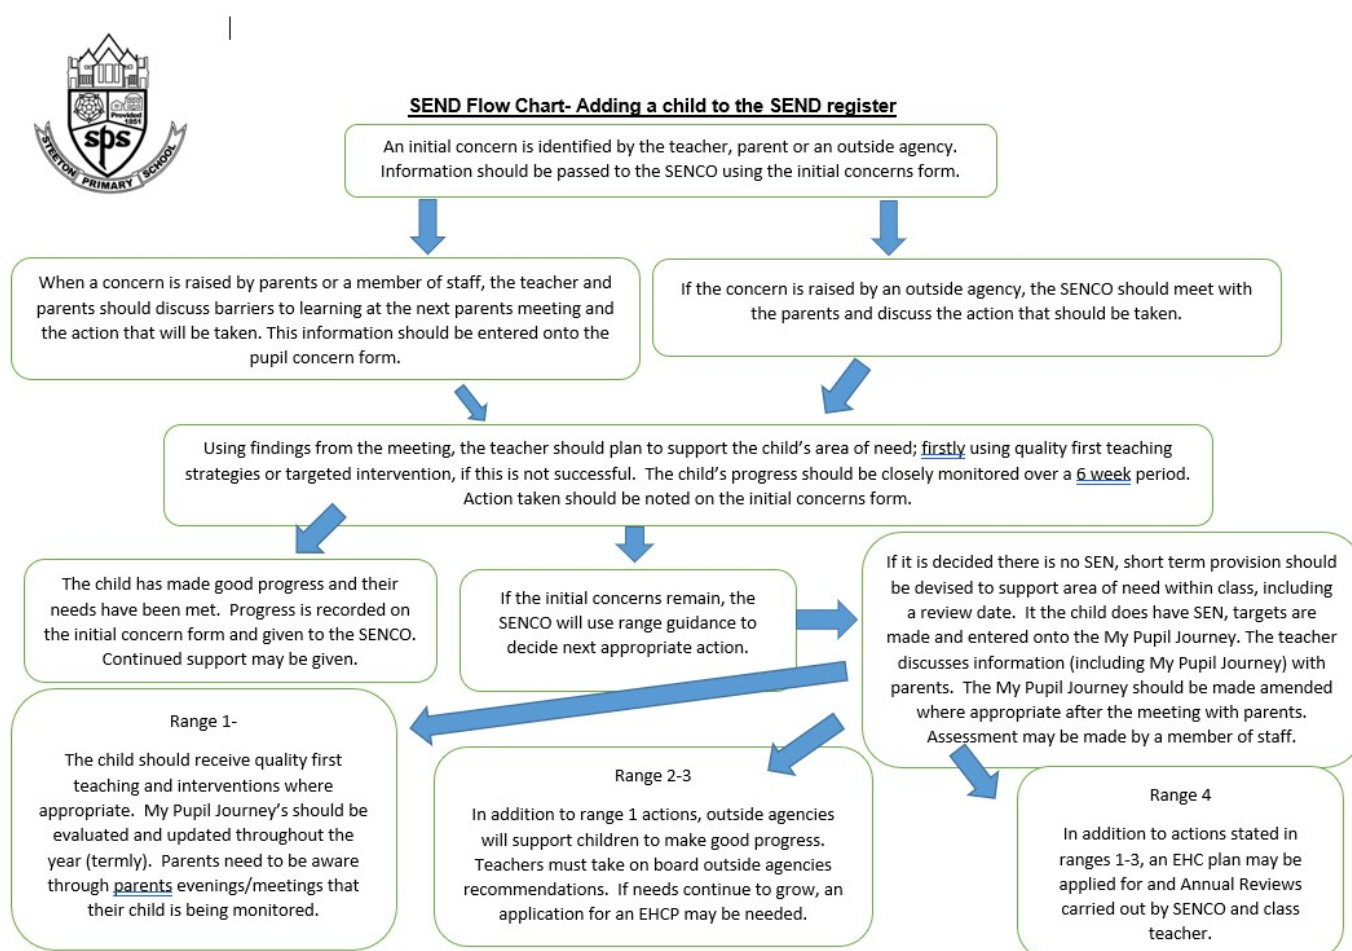 Provided
1851
sps
STEETON PRIMARY SCHOOL
SEND Flow Chart- Adding a child to the SEND register
An initial concern is identified by the teacher, parent or an outside agency.
Information should be passed to the SENCO using the initial concerns form.
When a concern is raised by parents or a member of staff, the teacher and
parents should discuss barriers to learning at the next parents meeting and
the action that will be taken. This information should be entered onto the
pupil concern form.
If the concern is raised by an outside agency, the SENCO should meet with
the parents and discuss the action that should be taken.
Using findings from the meeting, the teacher should plan to support the child's area of need; firstly using quality first teaching
strategies or targeted intervention, if this is not successful.  The child's progress should be closely monitored over a 6 week period.
Action taken should be noted on the initial concerns form.
The child has made good progress and their
needs have been met.  Progress is recorded on
the initial concern form and given to the SENCO.
Continued support may be given.
If the initial concerns remain, the
SENCO will use range guidance to
decide next appropriate action.
If it is decided there is no SEN, short term provision should
be devised to support area of need within class, including
a review date.  It the child does have SEN, targets are
made and entered onto the My Pupil Journey. The teacher
discusses information (including My Pupil Journey) with
parents.  The My Pupil Journey should be made amended
where appropriate after the meeting with parents.
Assessment may be made by a member of staff.
Range 1-
The child should receive quality first
teaching and interventions where
appropriate.  My Pupil Journey's should be
evaluated and updated throughout the
year (termly).  Parents need to be aware
through parents evenings/meetings that
their child is being monitored.
Range 2-3
In addition to range 1 actions, outside agencies
will support children to make good progress.
Teachers must take on board outside agencies
recommendations.  If needs continue to grow, an
application for an EHCP may be needed.
Range 4
In addition to actions stated in
ranges 1-3, an EHC plan may be
applied for and Annual Reviews
carried out by SENCO and class
teacher.